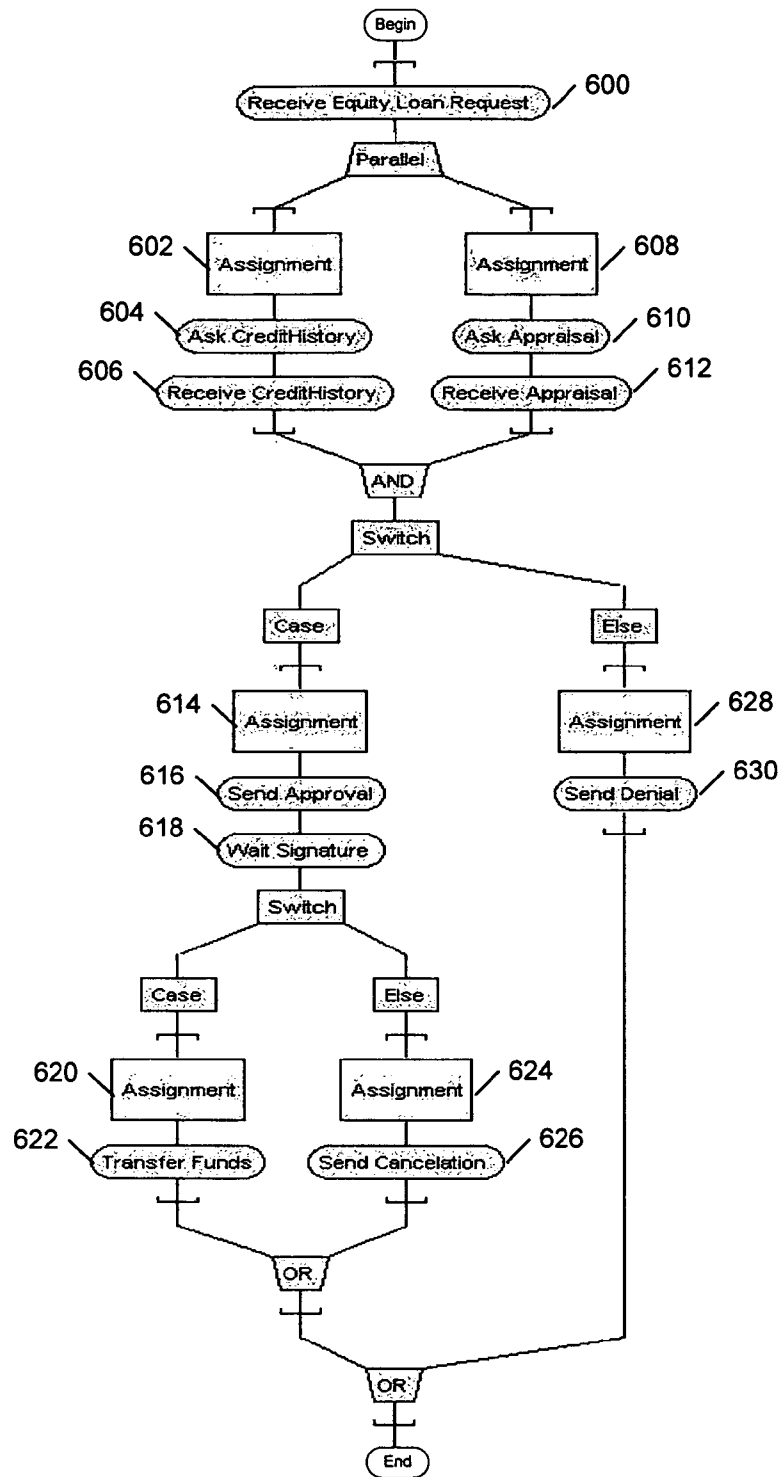 Begin
Receive Equity Loan Request
600
Parallel
602
Assignment
Assignment
608
604
Ask CreditHistory
Ask Appraisal
610
606
Receive CreditHistory
Receive Appraisal
612
AND
Switch
Case
Else
614
Assignment
Assignment
628
616
Send Approval
Send Denial
630
618
Wait Signature
Switch
Case
Else
620
Assignment
Assignment
624
622
Transfer Funds
Send Cancelation
626
OR
OR
End